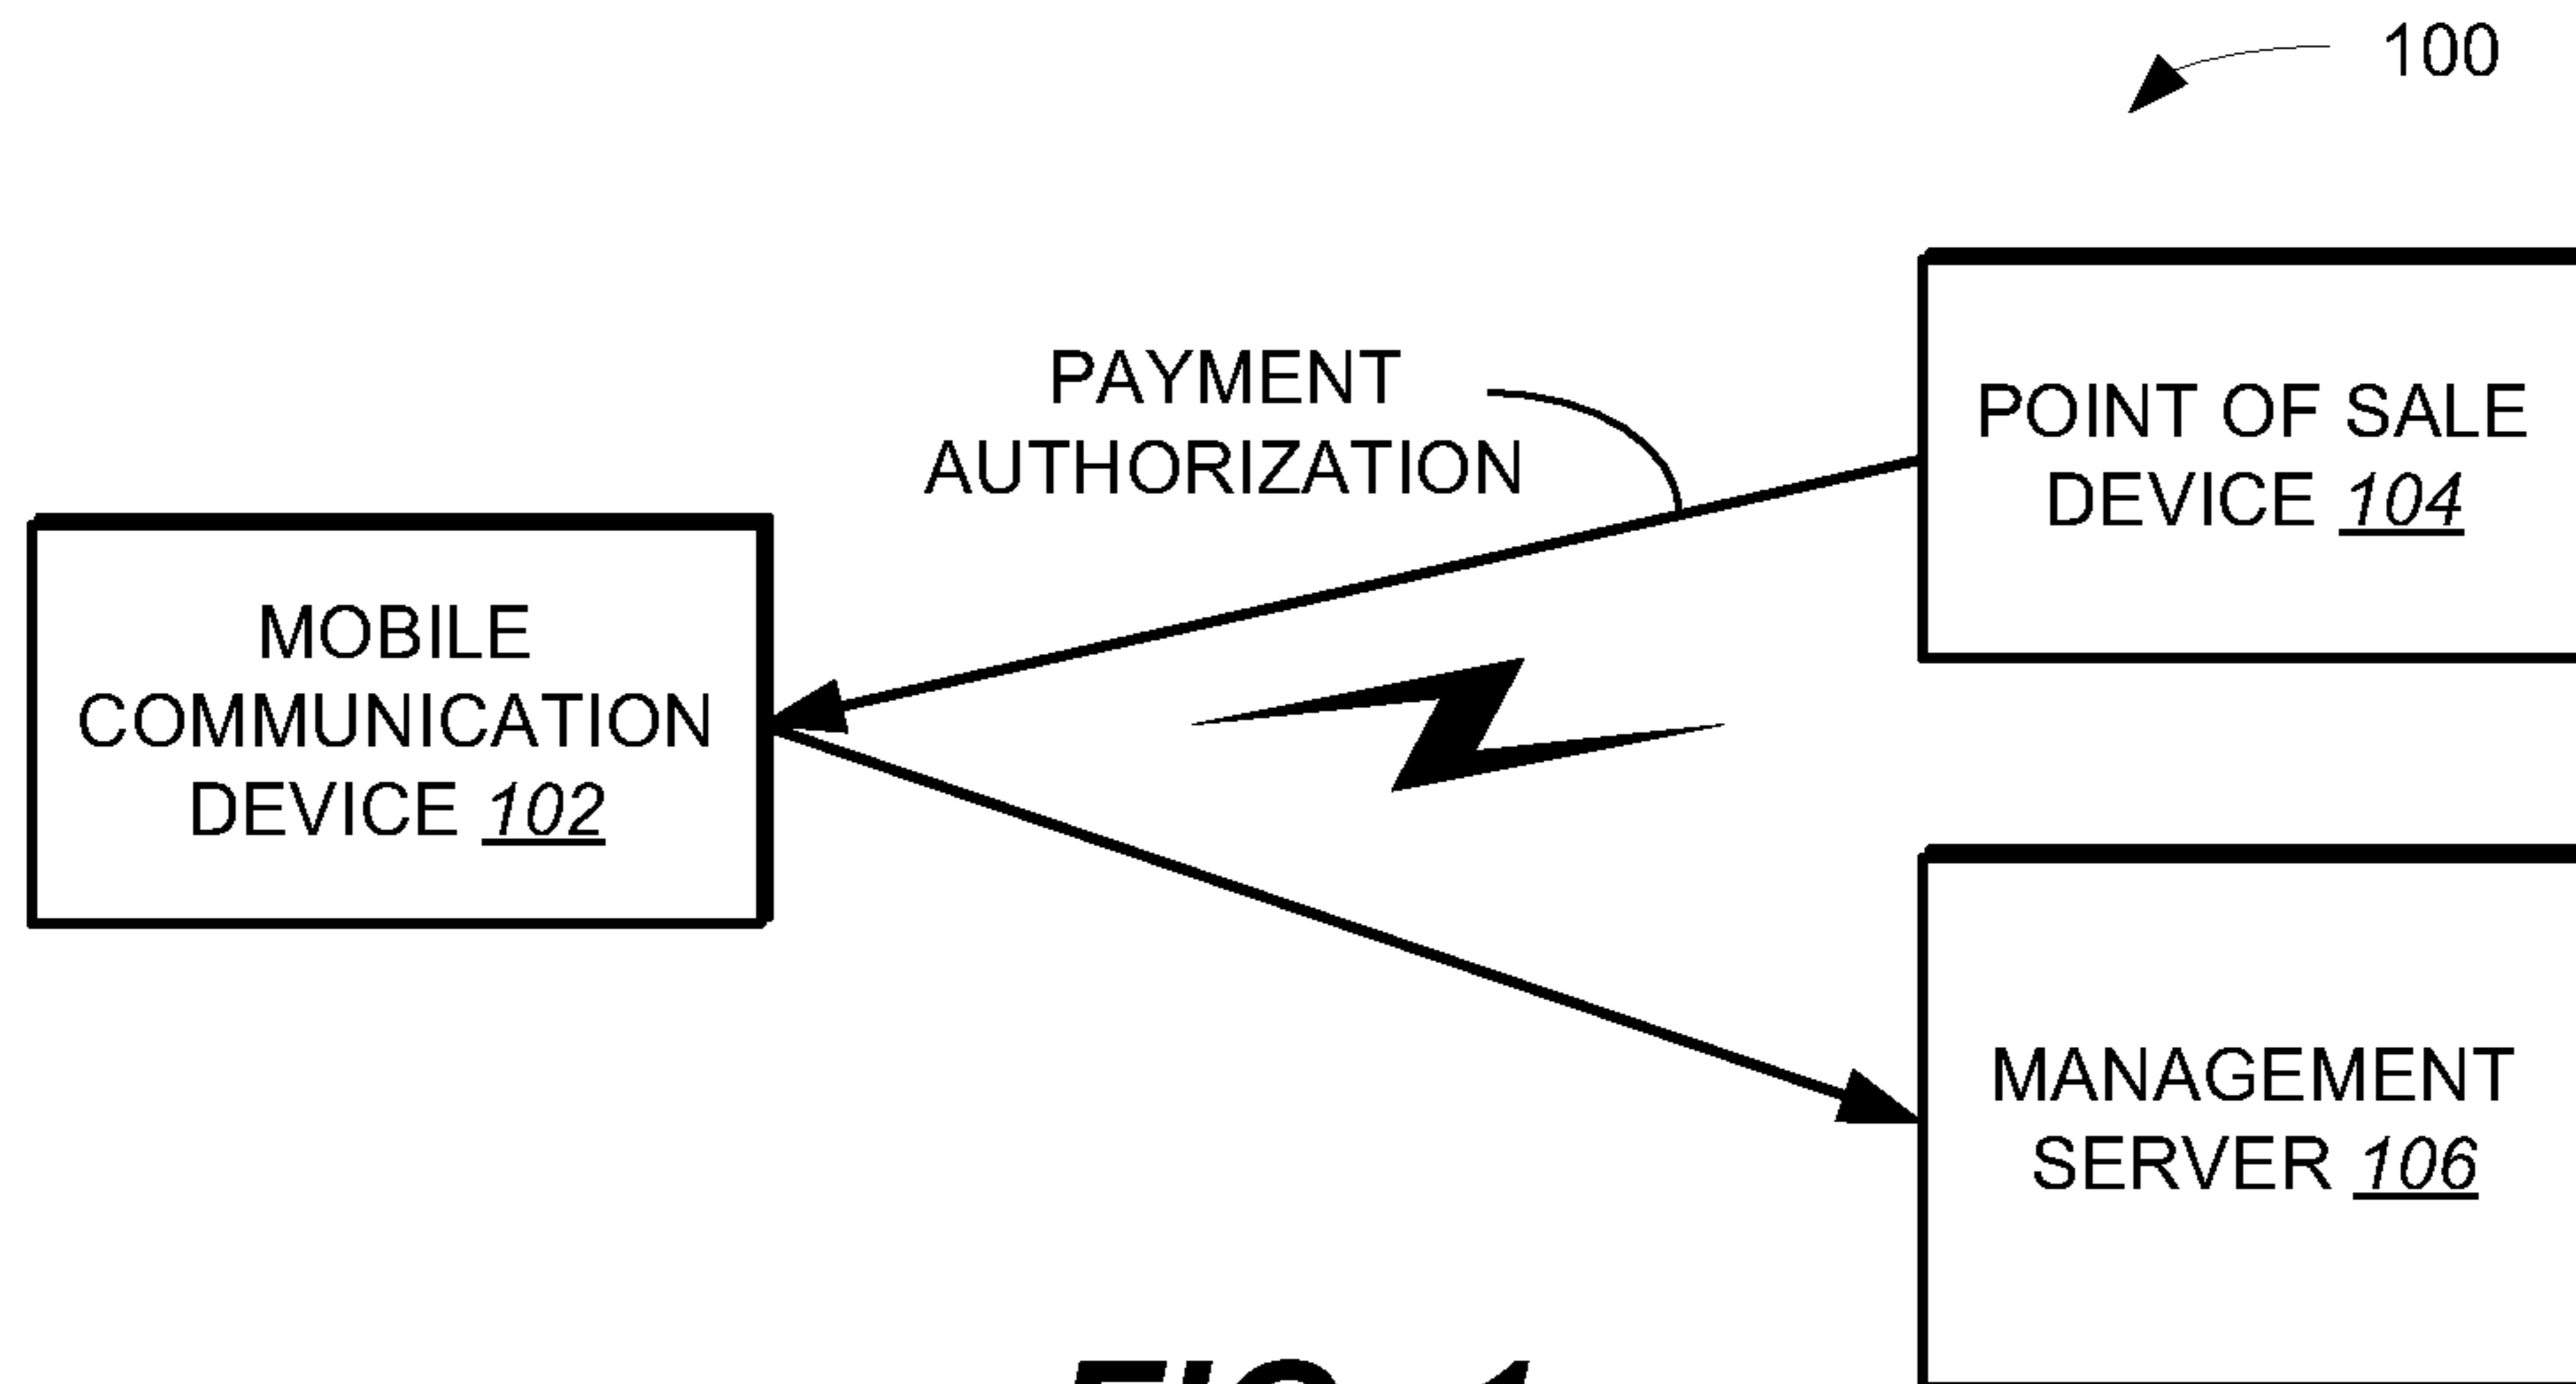 100
PAYMENT
AUTHORIZATION
POINT OF SALE
DEVICE 104
MOBILE
COMMUNICATION
DEVICE 102
MANAGEMENT
SERVER 106